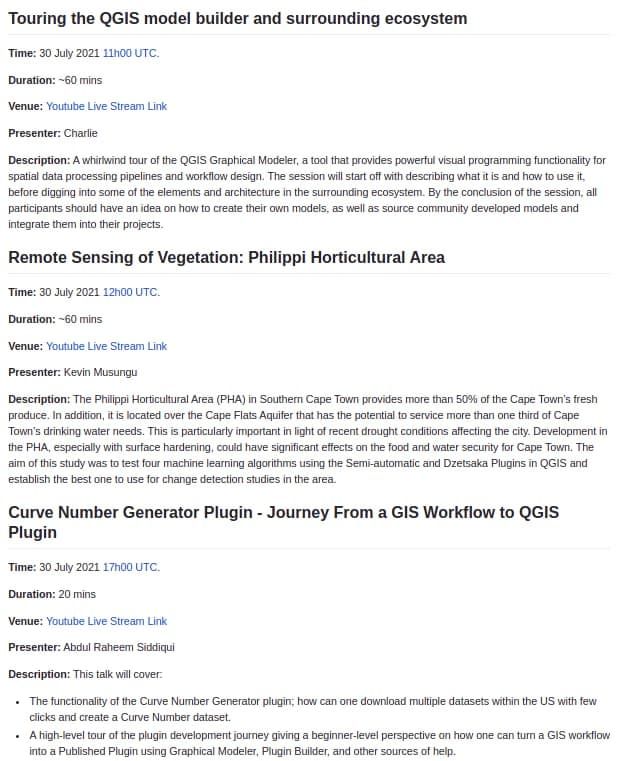 Touring the QGIS model builder and surrounding ecosystem
Time: 30 July 2021 11h00 UTC.
Duration: ~60 mins
Venue: Youtube Live Stream Link
Presenter: Charlie
Description: A whirlwind tour of the QGIS Graphical Modeler, a tool that provides powerful visual programming functionality for
spatial data processing pipelines and workflow design. The session will start off with describing what it is and how to use it,
before digging into some of the elements and architecture in the surrounding ecosystem. By the conclusion of the session, all
participants should have an idea on how to create their own models, as well as source community developed models and
integrate them into their projects.
Remote Sensing of Vegetation: Philippi Horticultural Area
Time: 30 July 2021 12h00 UTC.
Duration: ~60 mins
Venue: Youtube Live Stream Link
Presenter: Kevin Musungu
Description: The Philippi Horticultural Area (PHA) in Southern Cape Town provides more than 50% of the Cape Town's fresh
produce. In addition, it is located over the Cape Flats Aquifer that has the potential to service more than one third of Cape
Town's drinking water needs. This is particularly important in light of recent drought conditions affecting the city. Development in
the PHA, especially with surface hardening, could have significant effects on the food and water security for Cape Town. The
aim of this study was to test four machine learning algorithms using the Semi-automatic and Dzetsaka Plugins in QGIS and
establish the best one to use for change detection studies in the area.
Curve Number Generator Plugin - Journey From a GIS Workflow to QGIS
Plugin
Time: 30 July 2021 17h00 UTC.
Duration: 20 mins
Venue: Youtube Live Stream Link
Presenter: Abdul Raheem Siddiqui
Description: This talk will cover:
• The functionality of the Curve Number Generator plugin; how can one download multiple datasets within the US with few
clicks and create a Curve Number dataset.
• A high-level tour of the plugin development journey giving a beginner-level perspective on how one can turn a GIS workflow
into a Published Plugin using Graphical Modeler, Plugin Builder, and other sources of help.